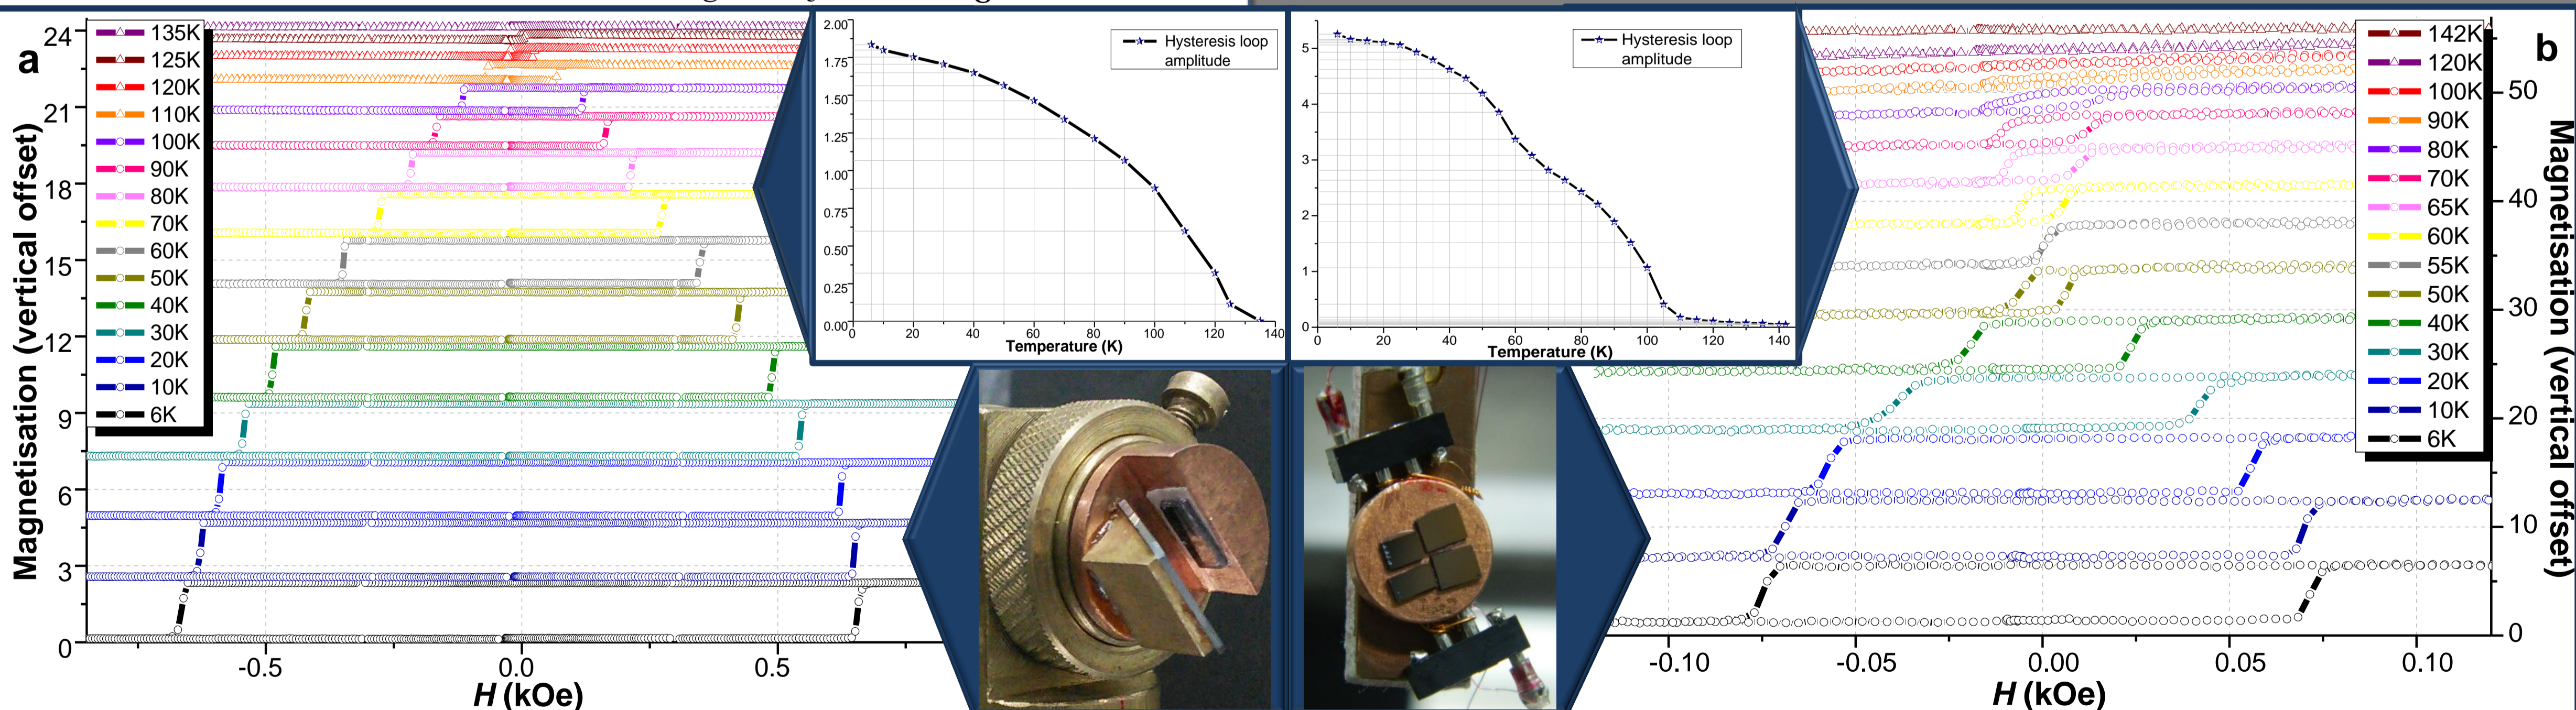 a
Magnetisation (vertical offset)
24
21
18
15
12
9
6
3
0
135K
125K
120K
110K
100K
90K
80K
70K
60K
50K
40K
30K
20K
10K
6K
-0.5
0.0
0.5
H (kOe)
Hysteresis loop
amplitude
2.00
1.75
1.50
1.25
1.00
0.75
0.50
0.25
0.00
0
20
40
60
80
100
120
140
Temperature (K)
Hysteresis loop
amplitude
5
4
3
2
1
0
0
20
40
60
80
100
120
140
Temperature (K)
b
142K
120K
100K
90K
80K
70K
65K
60K
55K
50K
40K
30K
20K
10K
6K
50
40
30
20
10
0
Magnetisation (vertical offset)
-0.10
-0.05
0.00
0.05
0.10
H (kOe)